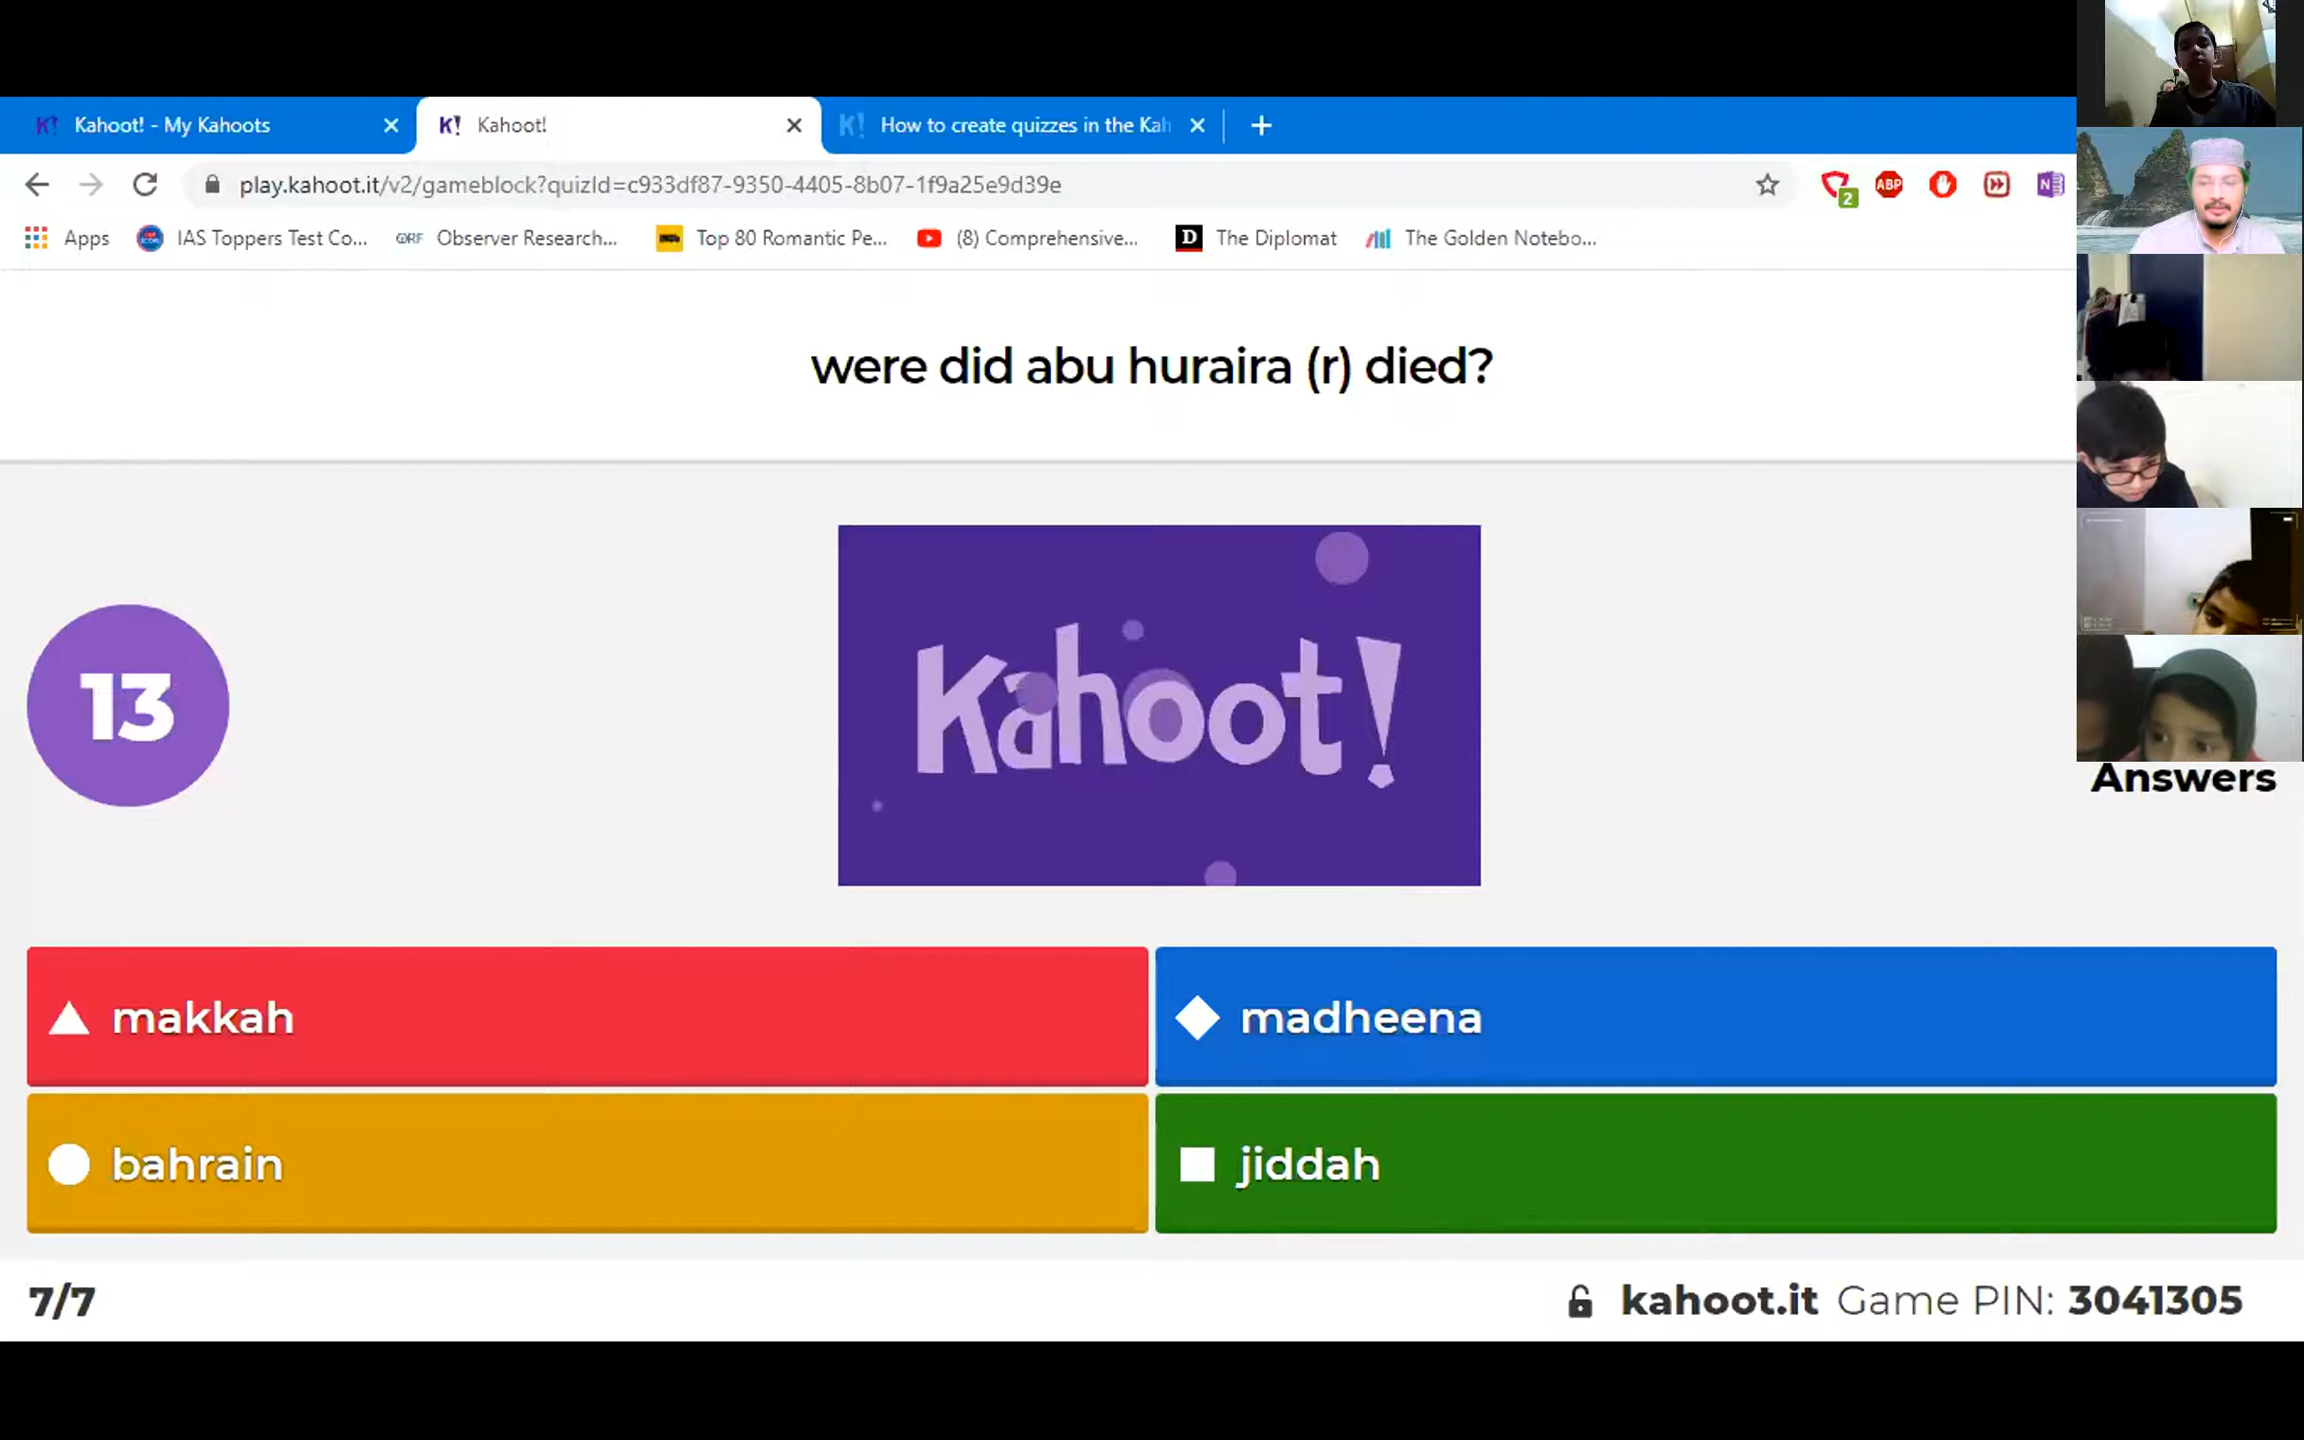 Kahoot! - My Kahoots
Kahoot!
How to create quizzes in the Kah
play.kahoot.it/v2/gameblock?quizId=c933df87-9350-4405-8b07-1f9a25e9d39e
2
ABP
N
Apps
IAS Toppers Test Co...
ORF Observer Research...
IMDb Top 80 Romantic Pe...
(8) Comprehensive...
D The Diplomat
The Golden Notebo...
were did abu huraira (r) died?
13
Kahoot!
Answers
makkah
madheena
bahrain
jiddah
7/7
kahoot.it Game PIN: 3041305